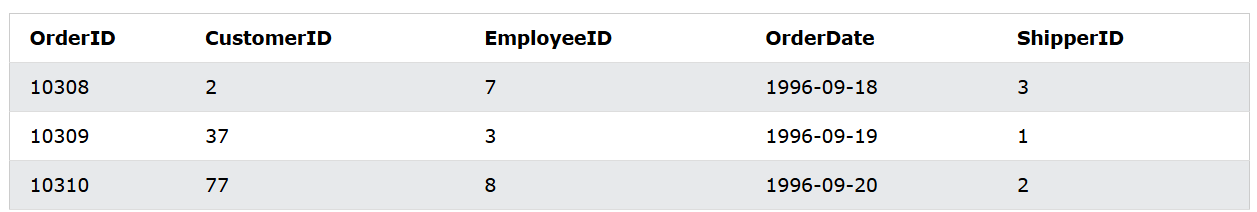 OrderID CustomerID EmployeeID OrderDate ShipperID
10308 2 7 1996-09-18 3
10309 37 3 1996-09-19 1
10310 77 8 1996-09-20 2